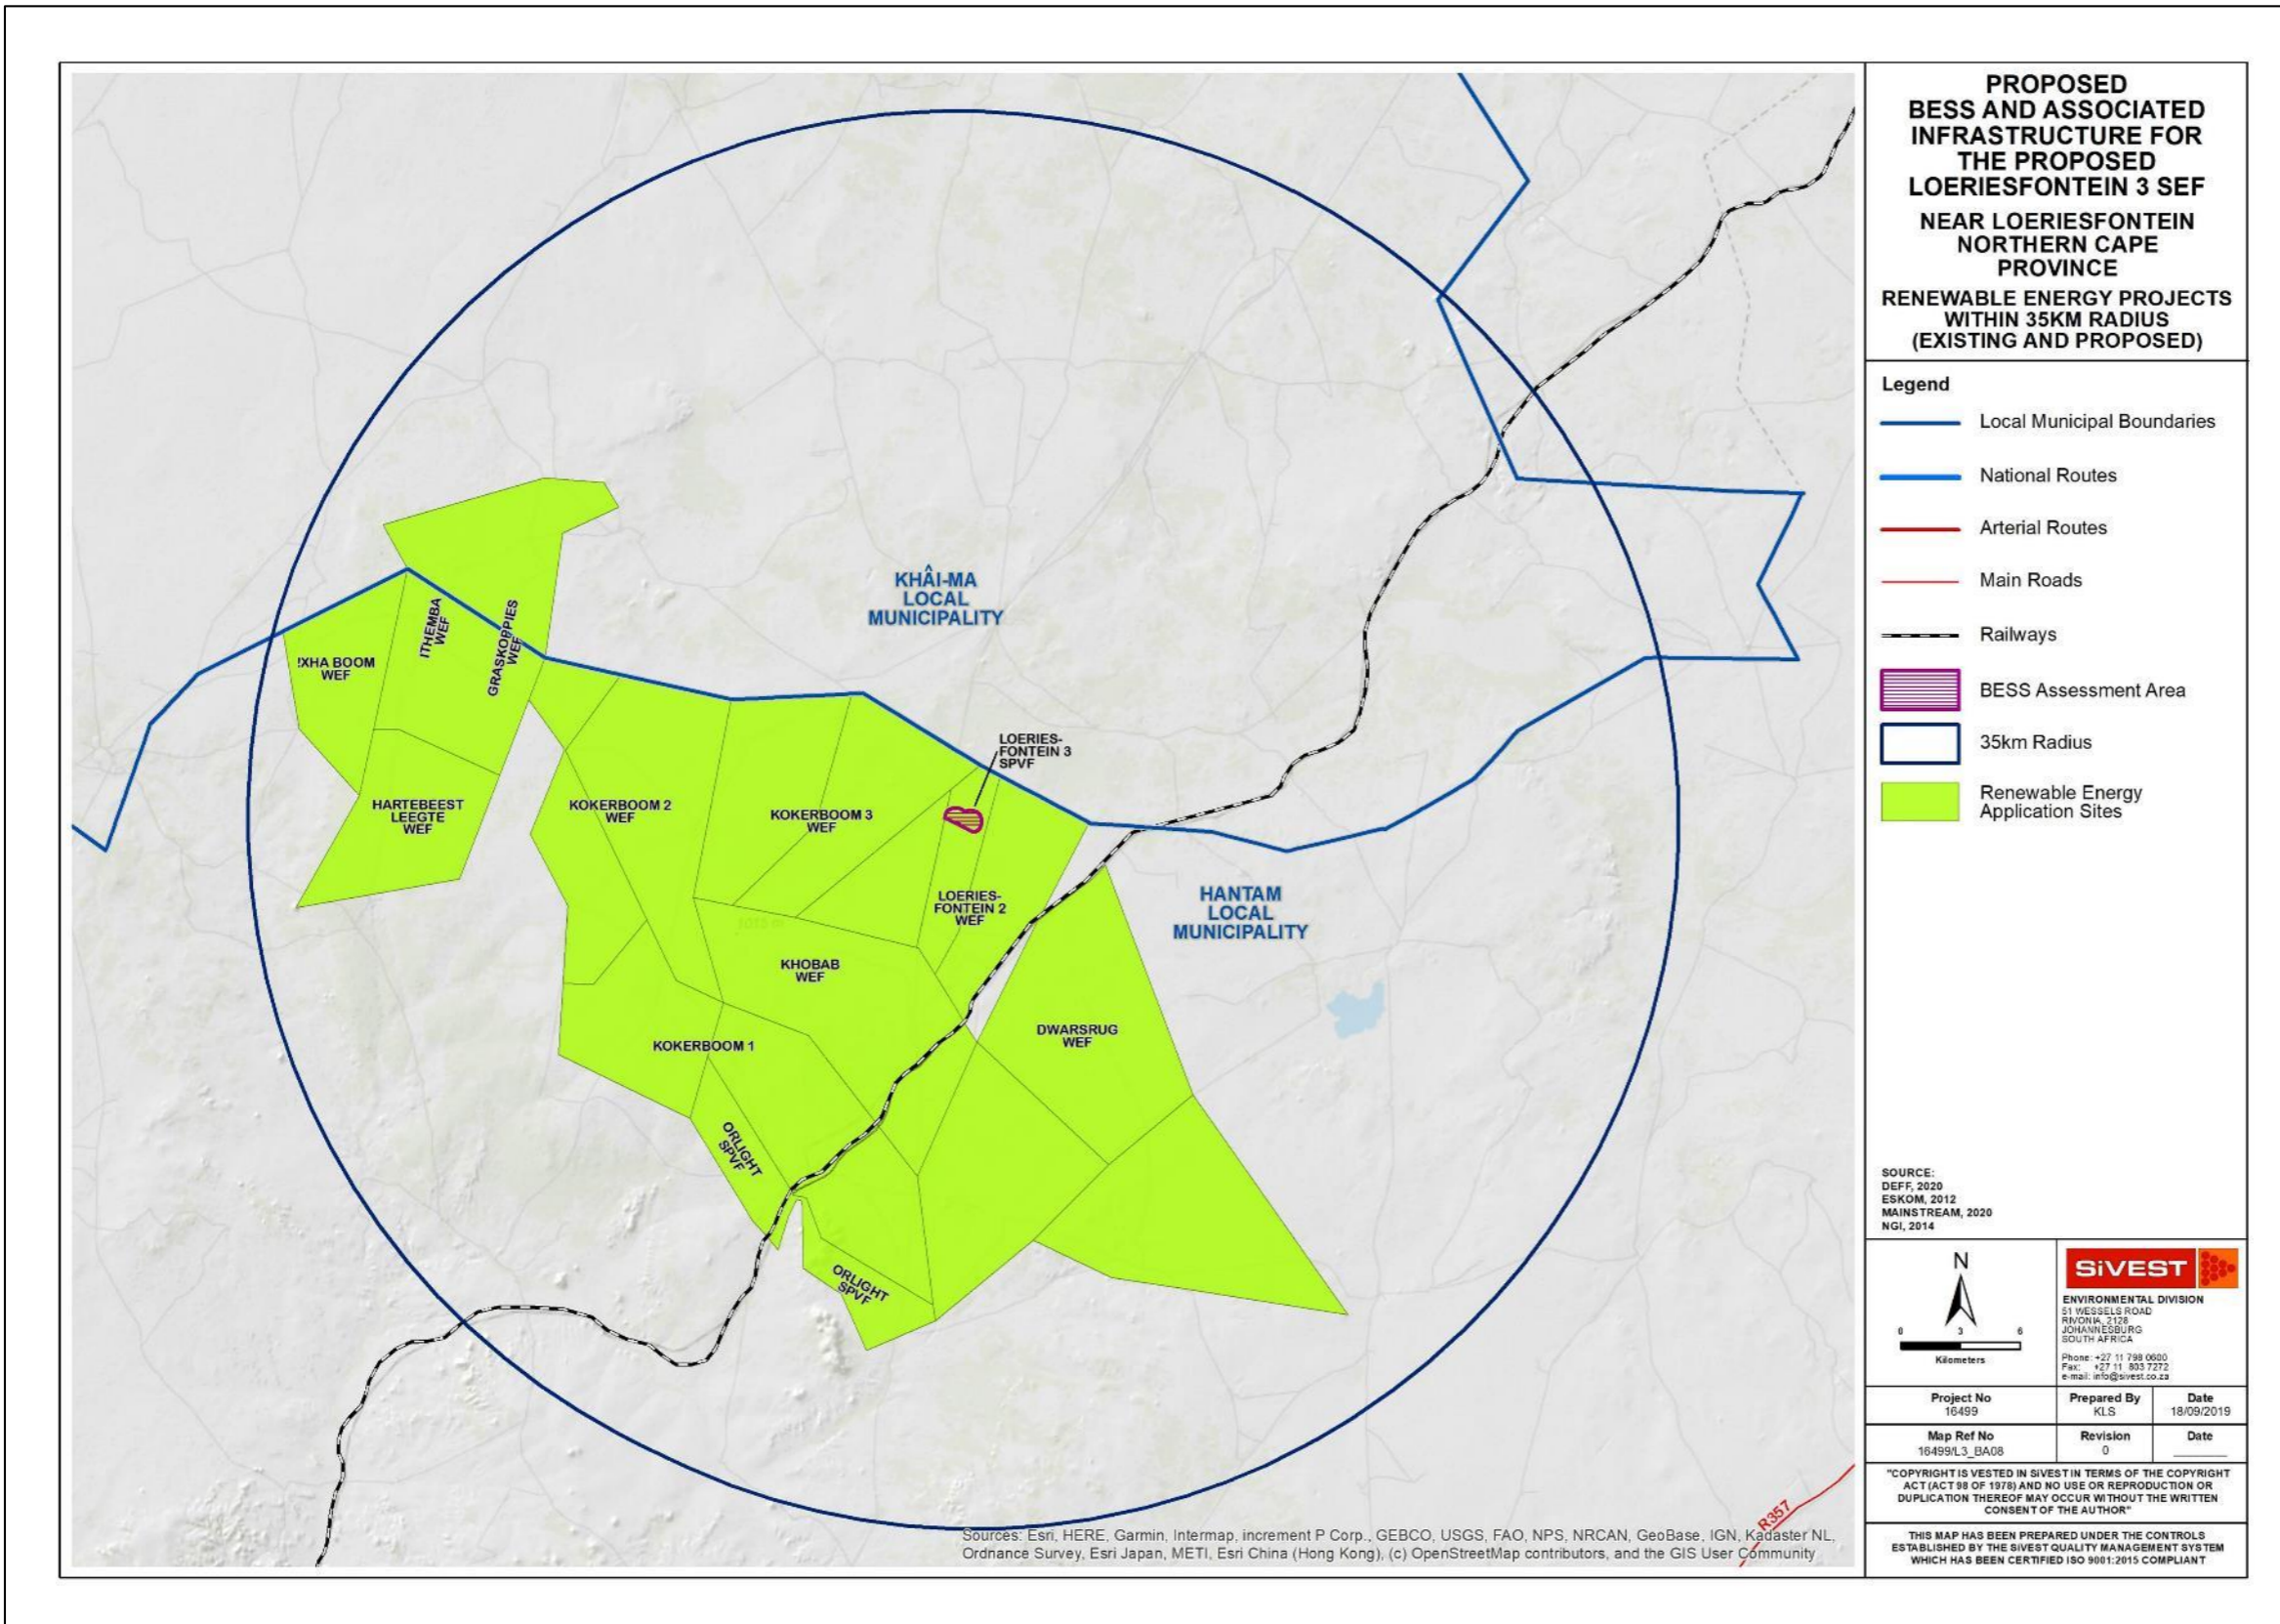 PROPOSED
BESS AND ASSOCIATED
INFRASTRUCTURE FOR
THE PROPOSED
LOERIESFONTEIN 3 SEF
NEAR LOERIESFONTEIN
NORTHERN CAPE
PROVINCE
RENEWABLE ENERGY PROJECTS
WITHIN 35KM RADIUS
(EXISTING AND PROPOSED)
Legend
Local Municipal Boundaries
National Routes
Arterial Routes
Main Roads
Railways
BESS Assessment Area
35km Radius
Renewable Energy
Application Sites
KHÂI-MA
LOCAL
MUNICIPALITY
ITHEMBA
WEF
GRASKOPPIES
WEF
!XHA BOOM
WEF
HARTEBEEST
LEEGTE
WEF
KOKERBOOM 2
WEF
KOKERBOOM 3
WEF
LOERIES-
FONTEIN 3
SPVF
LOERIES-
FONTEIN 2
WEF
HANTAM
LOCAL
MUNICIPALITY
KHOBAB
WEF
KOKERBOOM 1
DWARSRUG
WEF
ORLIGHT
SPVF
ORLIGHT
SPVF
R357
Sources: Esri, HERE, Garmin, Intermap, increment P Corp., GEBCO, USGS, FAO, NPS, NRCAN, GeoBase, IGN, Kadaster NL,
Ordnance Survey, Esri Japan, METI, Esri China (Hong Kong), (c) OpenStreetMap contributors, and the GIS User Community
SOURCE:
DEFF, 2020
ESKOM, 2012
MAINSTREAM, 2020
NGI, 2014
N
0 3 6
Kilometers
SiVEST
ENVIRONMENTAL DIVISION
51 WESSELS ROAD
RIVONIA, 2128
JOHANNESBURG
SOUTH AFRICA
Phone: +27 11 798 0600
Fax: +27 11 803 7272
e-mail: info@sivest.co.za
Project No
16499
Prepared By
KLS
Date
18/09/2019
Map Ref No
16499/L3_BA08
Revision
0
Date
"COPYRIGHT IS VESTED IN SiVEST IN TERMS OF THE COPYRIGHT
ACT (ACT 98 OF 1978) AND NO USE OR REPRODUCTION OR
DUPLICATION THEREOF MAY OCCUR WITHOUT THE WRITTEN
CONSENT OF THE AUTHOR"
THIS MAP HAS BEEN PREPARED UNDER THE CONTROLS
ESTABLISHED BY THE SiVEST QUALITY MANAGEMENT SYSTEM
WHICH HAS BEEN CERTIFIED ISO 9001:2015 COMPLIANT